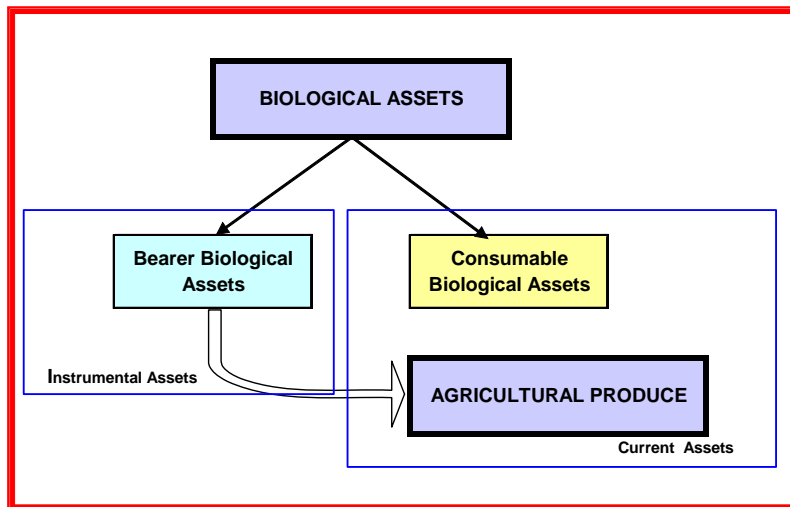 BIOLOGICAL ASSETS
Bearer Biological
Assets
Consumable
Biological Assets
Instrumental Assets
AGRICULTURAL PRODUCE
Current Assets